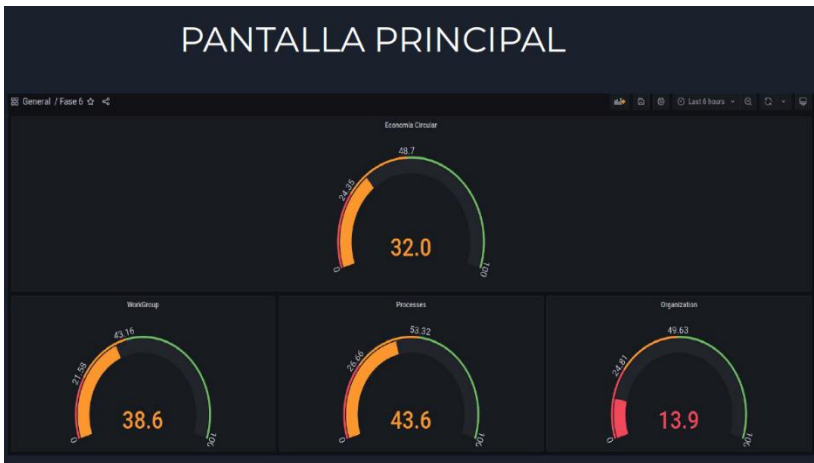 PANTALLA PRINCIPAL
General / Fase 6
Last 6 hours
Economía Circular
0
24.35
48.7
100
32.0
WorkGroup
0
21.58
43.16
100
38.6
Processes
0
26.66
53.32
100
43.6
Organization
0
24.81
49.63
100
13.9